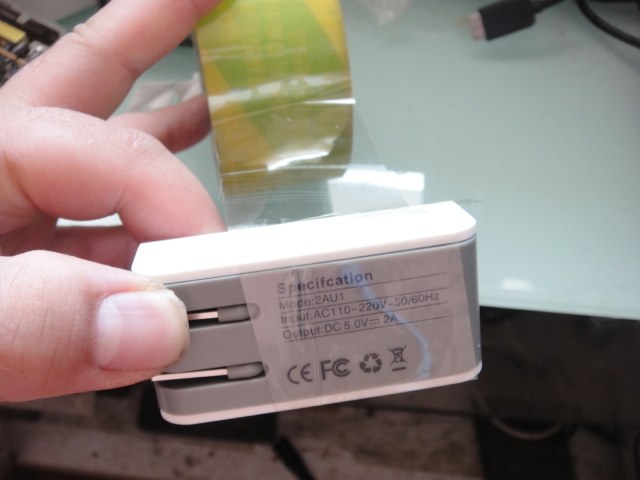 Specifcation
Mode:2AU1
Input:AC110-220V~50/60Hz
Output:DC 5.0V⎓ 2A
CE FC